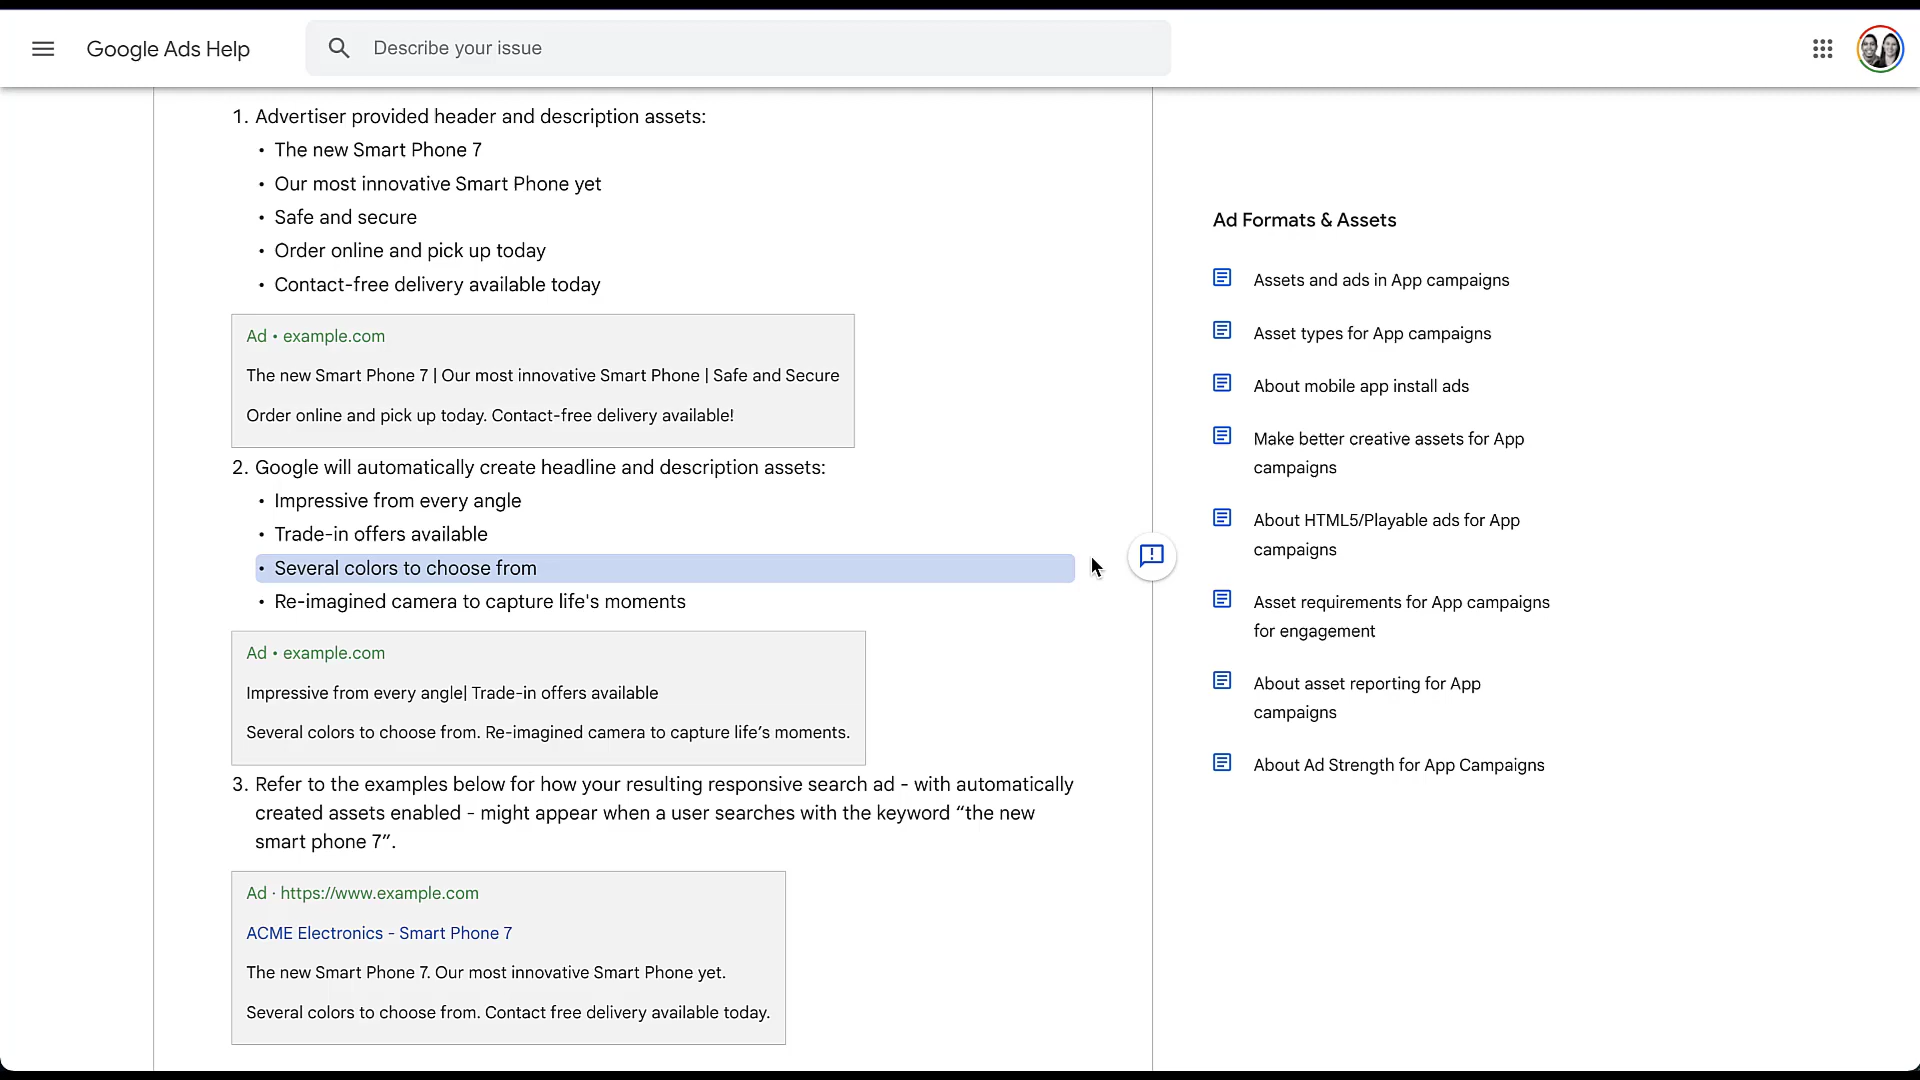 Google Ads Help
Describe your issue
1. Advertiser provided header and description assets:
• The new Smart Phone 7
• Our most innovative Smart Phone yet
• Safe and secure
• Order online and pick up today
• Contact-free delivery available today
Ad • example.com
The new Smart Phone 7 | Our most innovative Smart Phone | Safe and Secure
Order online and pick up today. Contact-free delivery available!
2. Google will automatically create headline and description assets:
• Impressive from every angle
• Trade-in offers available
• Several colors to choose from
• Re-imagined camera to capture life's moments
Ad • example.com
Impressive from every angle| Trade-in offers available
Several colors to choose from. Re-imagined camera to capture life’s moments.
3. Refer to the examples below for how your resulting responsive search ad - with automatically
created assets enabled - might appear when a user searches with the keyword “the new
smart phone 7”.
Ad · https://www.example.com
ACME Electronics - Smart Phone 7
The new Smart Phone 7. Our most innovative Smart Phone yet.
Several colors to choose from. Contact free delivery available today.
Ad Formats & Assets
Assets and ads in App campaigns
Asset types for App campaigns
About mobile app install ads
Make better creative assets for App
campaigns
About HTML5/Playable ads for App
campaigns
Asset requirements for App campaigns
for engagement
About asset reporting for App
campaigns
About Ad Strength for App Campaigns